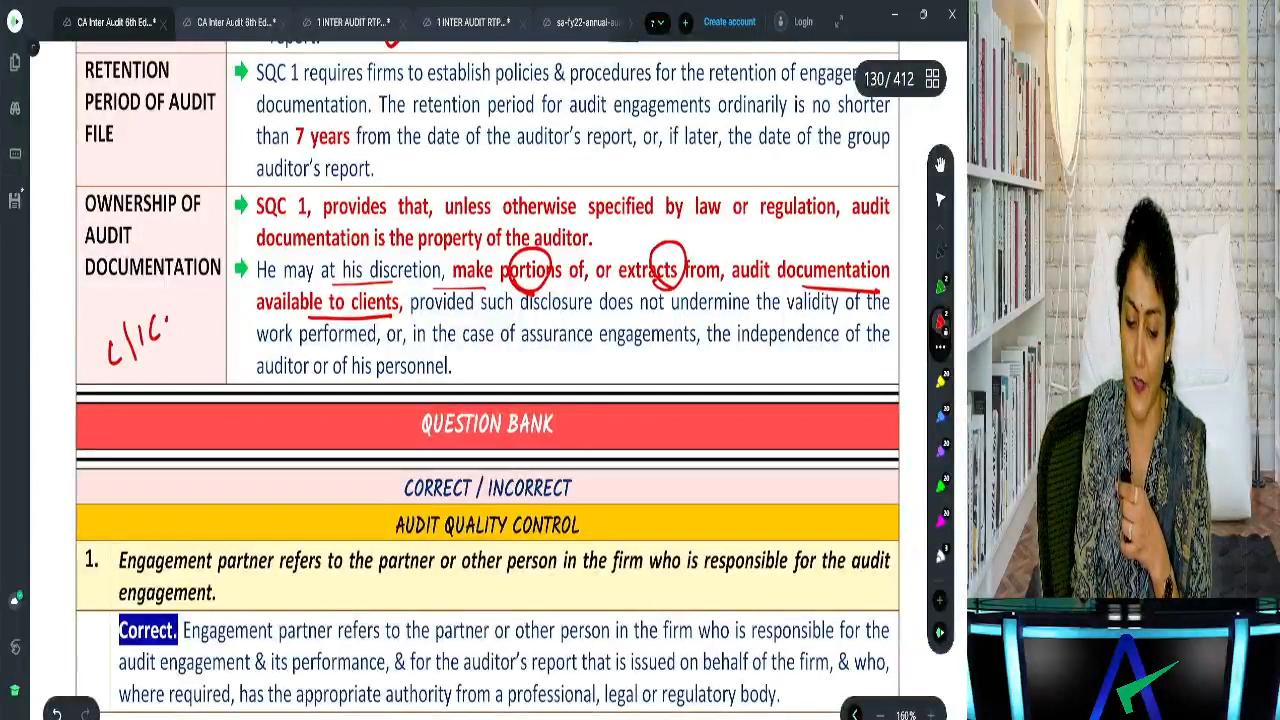 CA Inter Audit 6th Ed...*
CA Inter Audit 6th Ed...*
1 INTER AUDIT RTP...*
1 INTER AUDIT RTP...*
sa-fy22-annual-au
7
Create account
Login
report.
130/412
RETENTION
PERIOD OF AUDIT
FILE
SQC 1 requires firms to establish policies & procedures for the retention of engage
documentation. The retention period for audit engagements ordinarily is no shorter
than 7 years from the date of the auditor's report, or, if later, the date of the group
auditor's report.
OWNERSHIP OF
AUDIT
DOCUMENTATION
SQC 1, provides that, unless otherwise specified by law or regulation, audit
documentation is the property of the auditor.
He may at his discretion, make portions of, or extracts from, audit documentation
available to clients, provided such disclosure does not undermine the validity of the
work performed, or, in the case of assurance engagements, the independence of the
auditor or of his personnel.
QUESTION BANK
CORRECT / INCORRECT
AUDIT QUALITY CONTROL
1. Engagement partner refers to the partner or other person in the firm who is responsible for the audit
engagement.
Correct. Engagement partner refers to the partner or other person in the firm who is responsible for the
audit engagement & its performance, & for the auditor's report that is issued on behalf of the firm, & who,
where required, has the appropriate authority from a professional, legal or regulatory body.
160%